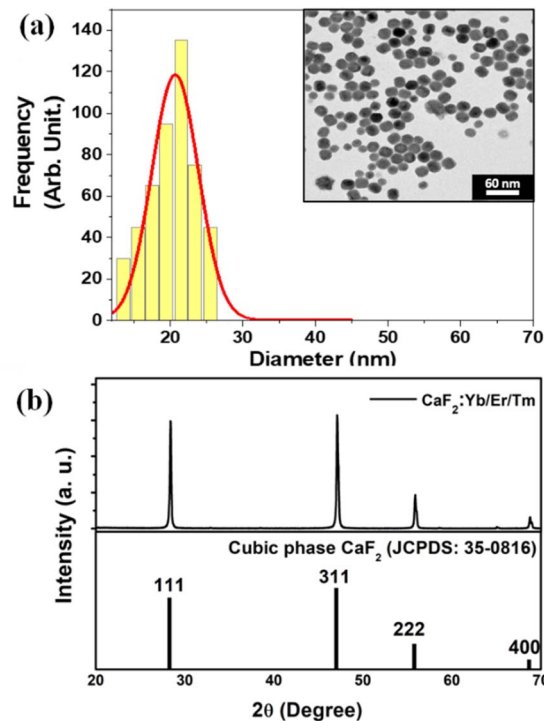 (a)
140
120
100
80
60
40
20
0
Frequency
(Arb. Unit.)
60 nm
20 30 40 50 60 70
Diameter (nm)
(b)
CaF₂:Yb/Er/Tm
Intensity (a. u.)
Cubic phase CaF₂ (JCPDS: 35-0816)
111
311
222
400
20 30 40 50 60 70
2θ (Degree)